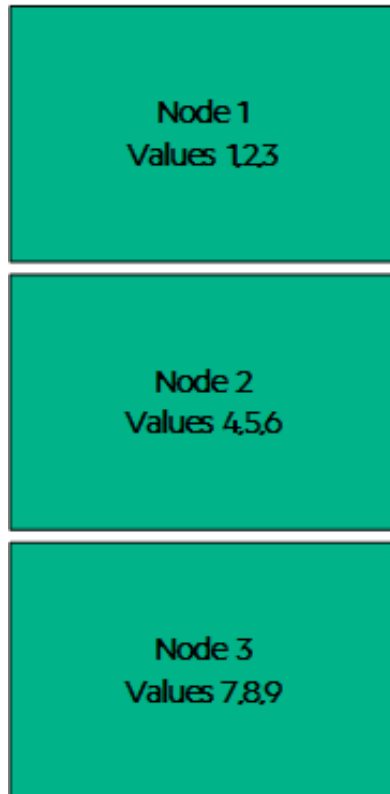 Node 1
Values 1,2,3
Node 2
Values 4,5,6
Node 3
Values 7,8,9